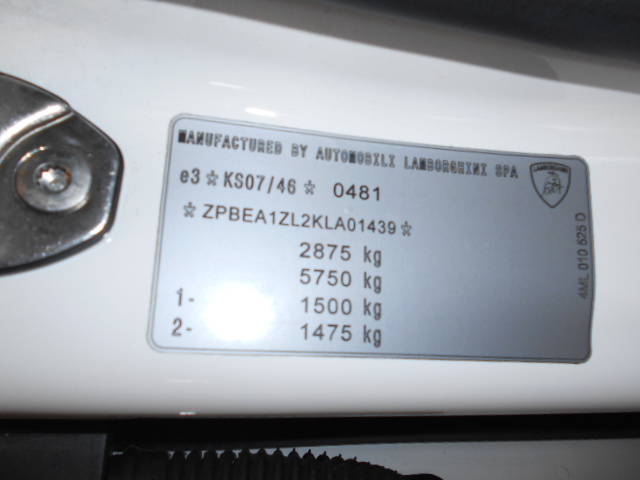 MANUFACTURED BY AUTOMOBILI LAMBORGHINI SPA
LAMBORGHINI
e3*KS07/46* 0481
*ZPBEA1ZL2KLA01439*
2875 kg
5750 kg
1- 1500 kg
2- 1475 kg
4ML 010 525 D